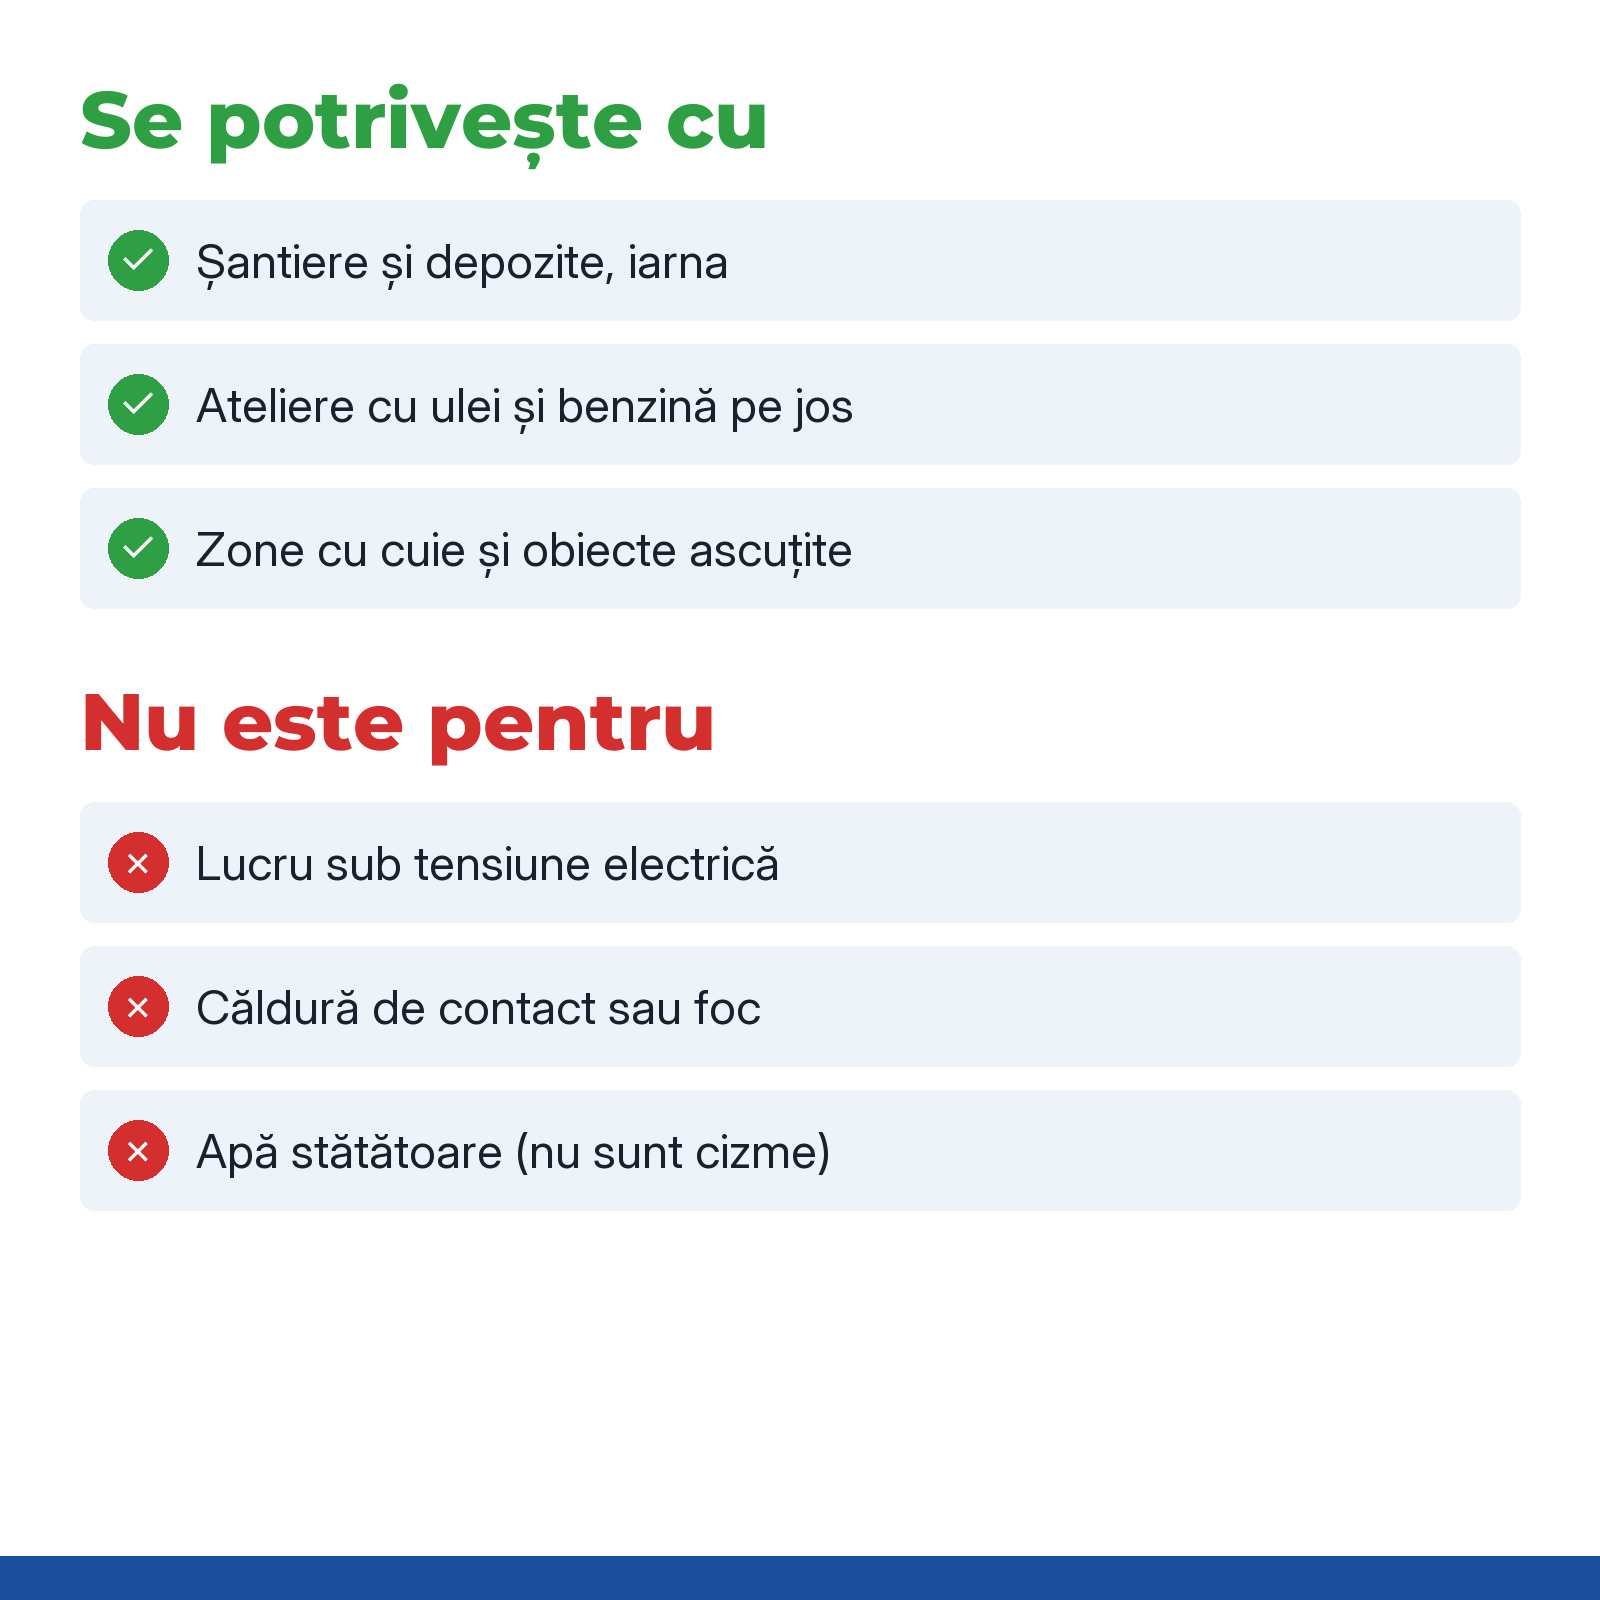 Se potrivește cu
Șantiere și depozite, iarna
Ateliere cu ulei și benzină pe jos
Zone cu cuie și obiecte ascuțite
Nu este pentru
Lucru sub tensiune electrică
Căldură de contact sau foc
Apă stătătoare (nu sunt cizme)